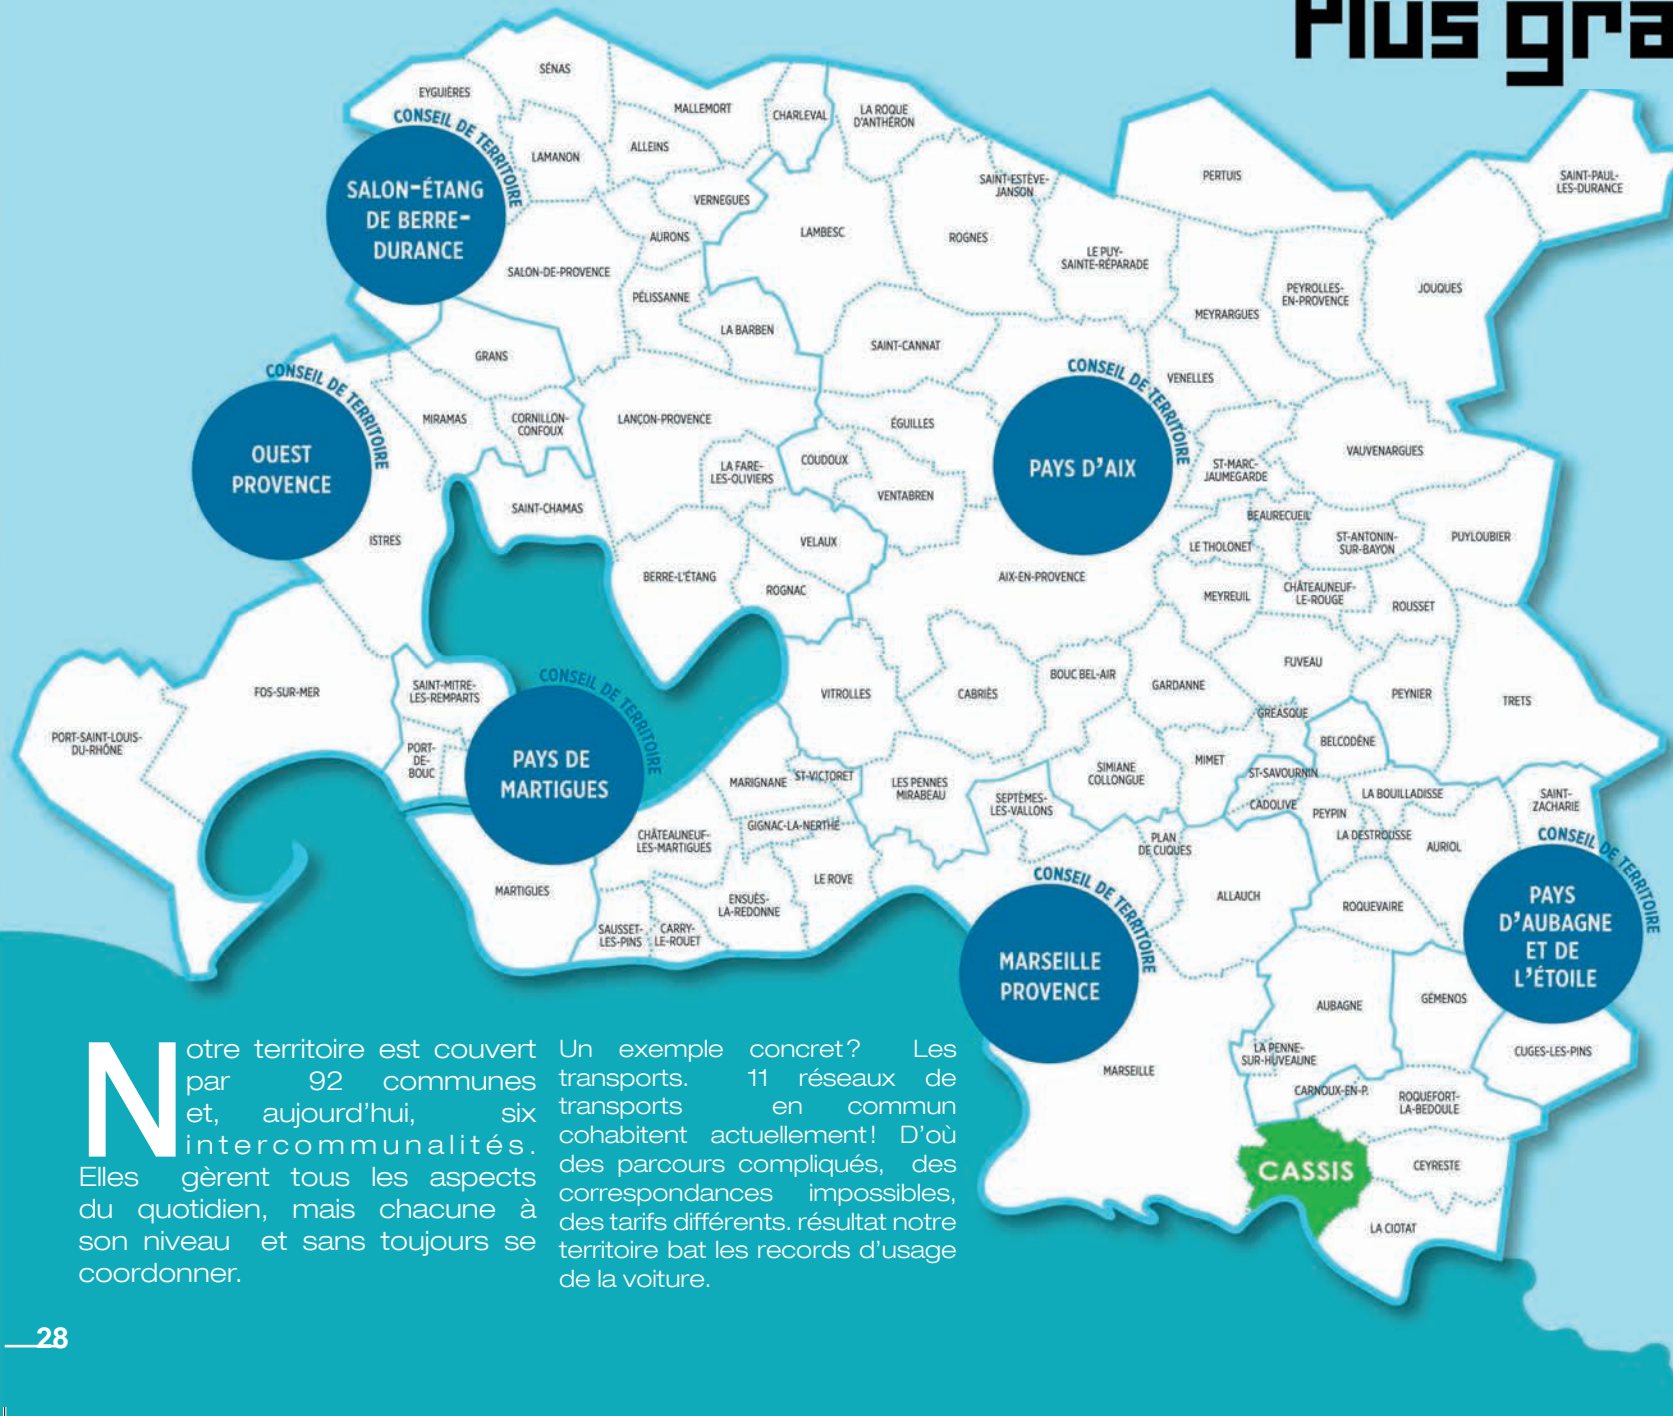 Plus gra
SÉNAS
EYGUIÈRES
MALLEMORT
CHARLEVAL
LA ROQUE
D'ANTHÉRON
CONSEIL DE TERRITOIRE
SALON-ÉTANG
DE BERRE-
DURANCE
LAMANON
ALLEINS
VERNEGUES
AURONS
SALON-DE-PROVENCE
PÉLISSANNE
LA BARBEN
LAMBESC
ROGNES
SAINT-ESTÈVE-
JANSON
LE PUY-
SAINTE-RÉPARADE
PERTUIS
SAINT-PAUL-
LES-DURANCE
MEYRARGUES
PEYROLLES-
EN-PROVENCE
JOUQUES
SAINT-CANNAT
GRANS
CONSEIL DE TERRITOIRE
OUEST
PROVENCE
MIRAMAS
CORNILLON-
CONFOUX
LANÇON-PROVENCE
ÉGUILLES
CONSEIL DE TERRITOIRE
PAYS D'AIX
VENELLES
VAUVENARGUES
ST-MARC-
JAUMEGARDE
LA FARE-
LES-OLIVIERS
COUDOUX
VENTABREN
SAINT-CHAMAS
ISTRES
VELAUX
BERRE-L'ÉTANG
ROGNAC
AIX-EN-PROVENCE
BEAURECUEIL
LE THOLONET
ST-ANTONIN-
SUR-BAYON
PUYLOUBIER
MEYREUIL
CHÂTEAUNEUF-
LE-ROUGE
ROUSSET
FUVEAU
FOS-SUR-MER
SAINT-MITRE-
LES-REMPARTS
CONSEIL DE TERRITOIRE
PAYS DE
MARTIGUES
VITROLLES
CABRIÈS
BOUC BEL-AIR
GARDANNE
PEYNIER
TRETS
GREASQUE
BELCODÈNE
PORT-SAINT-LOUIS-
DU-RHÔNE
PORT-
DE-
BOUC
MARIGNANE
ST-VICTORET
LES PENNES
MIRABEAU
SEPTÈMES-
LES-VALLONS
SIMIANE
COLLONGUE
MIMET
ST-SAVOURNIN
CADOLIVE
PEYPIN
LA BOUILLADISSE
SAINT-
ZACHARIE
LA DESTROUSSE
AURIOL
CHÂTEAUNEUF-
LES-MARTIGUES
GIGNAC-LA-NERTHE
PLAN
DE CUQUES
MARTIGUES
LE ROVE
ENSUÈS-
LA-REDONNE
SAUSSET-
LES-PINS
CARRY-
LE-ROUET
CONSEIL DE TERRITOIRE
MARSEILLE
PROVENCE
ALLAUCH
ROQUEVAIRE
CONSEIL DE TERRITOIRE
PAYS
D'AUBAGNE
ET DE
L'ÉTOILE
AUBAGNE
GÉMENOS
CUGES-LES-PINS
LA PENNE-
SUR-HUVEAUNE
MARSEILLE
CARNOUX-EN-P.
ROQUEFORT-
LA-BEDOULE
CASSIS
CEYRESTE
LA CIOTAT
Notre territoire est couvert
par 92 communes
et, aujourd'hui, six
intercommunalités.
Elles gèrent tous les aspects
du quotidien, mais chacune à
son niveau et sans toujours se
coordonner.
Un exemple concret? Les
transports. 11 réseaux de
transports en commun
cohabitent actuellement! D'où
des parcours compliqués, des
correspondances impossibles,
des tarifs différents. résultat notre
territoire bat les records d'usage
de la voiture.
28